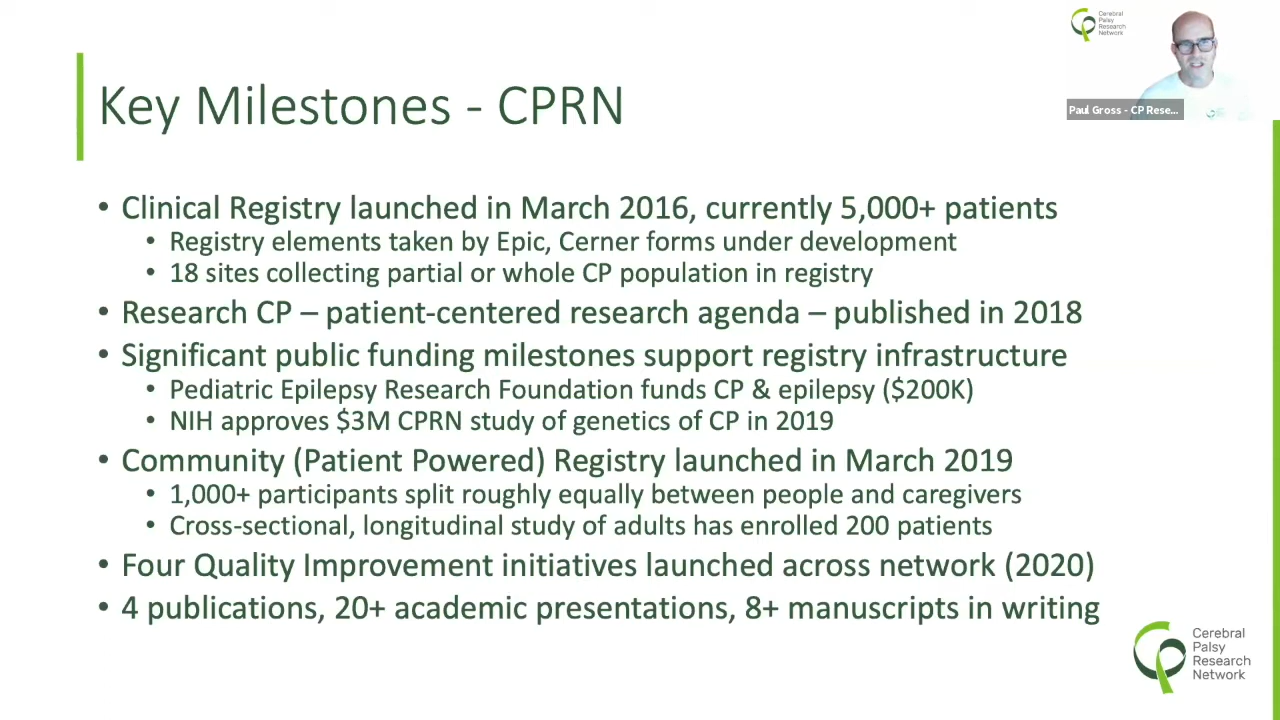 Cerebral
Palsy
Research
Network
Paul Gross - CP Rese...
Key Milestones - CPRN
• Clinical Registry launched in March 2016, currently 5,000+ patients
• Registry elements taken by Epic, Cerner forms under development
• 18 sites collecting partial or whole CP population in registry
• Research CP – patient-centered research agenda – published in 2018
• Significant public funding milestones support registry infrastructure
• Pediatric Epilepsy Research Foundation funds CP & epilepsy ($200K)
• NIH approves $3M CPRN study of genetics of CP in 2019
• Community (Patient Powered) Registry launched in March 2019
• 1,000+ participants split roughly equally between people and caregivers
• Cross-sectional, longitudinal study of adults has enrolled 200 patients
• Four Quality Improvement initiatives launched across network (2020)
• 4 publications, 20+ academic presentations, 8+ manuscripts in writing
Cerebral
Palsy
Research
Network